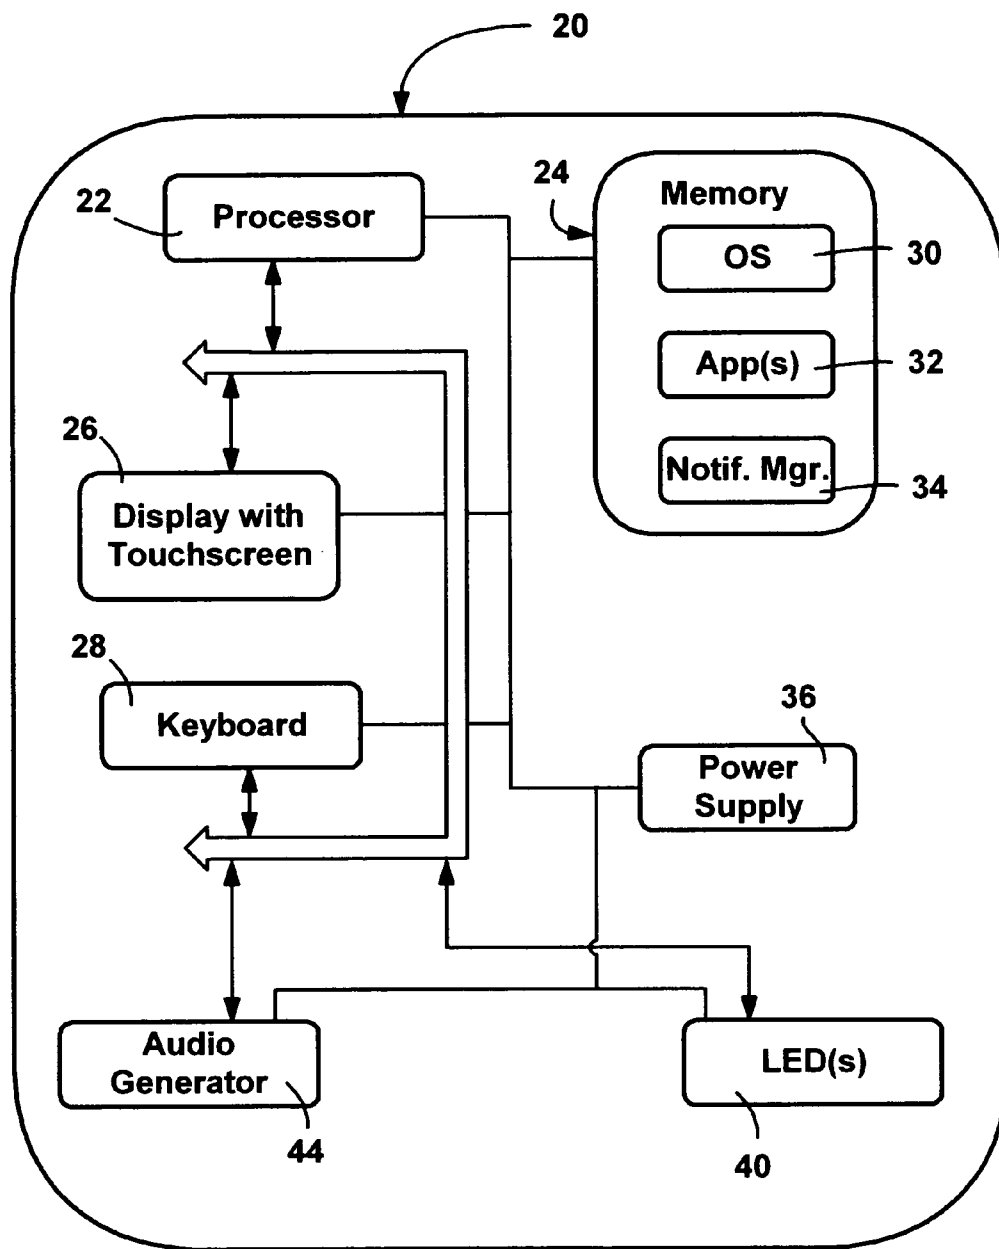 20
24
Memory
22
Processor
OS
30
App(s)
32
26
Notif. Mgr.
34
Display with
Touchscreen
28
Keyboard
36
Power
Supply
Audio
Generator
LED(s)
44
40